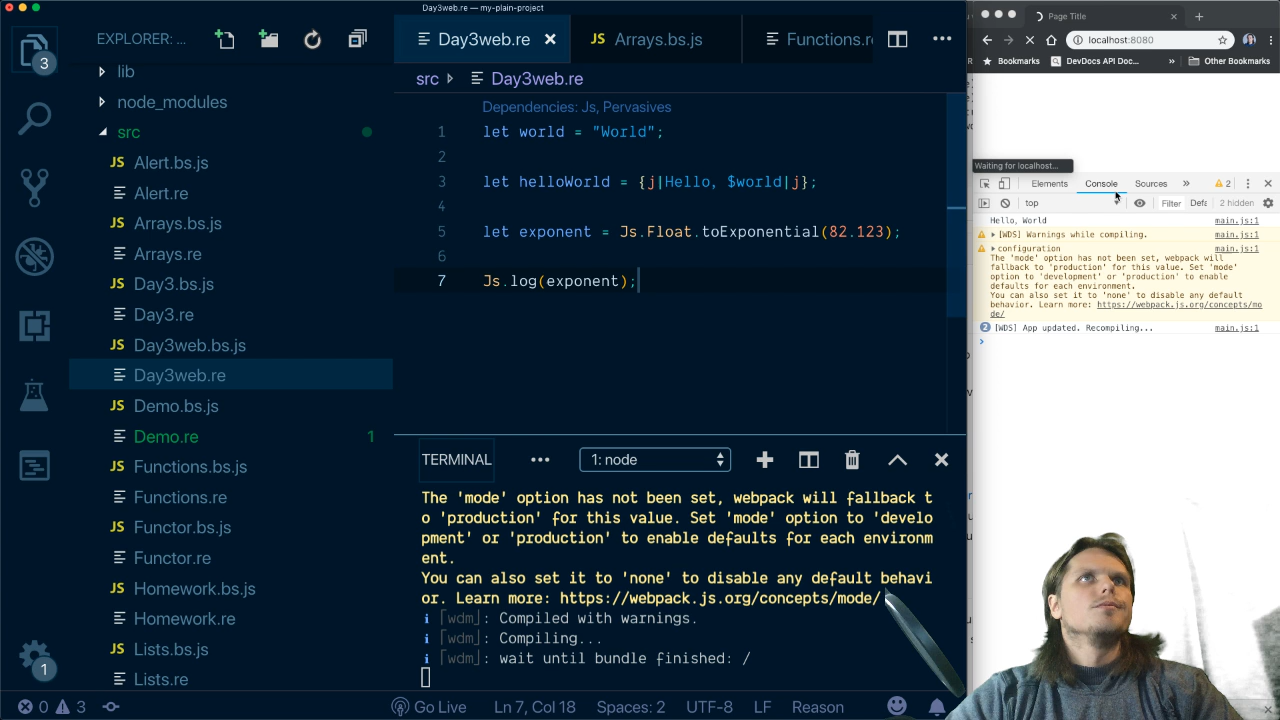 Day3web.re — my-plain-project
EXPLORER: ...
3
lib
node_modules
src
JS Alert.bs.js
Alert.re
JS Arrays.bs.js
Arrays.re
JS Day3.bs.js
Day3.re
JS Day3web.bs.js
Day3web.re
JS Demo.bs.js
Demo.re 1
JS Functions.bs.js
Functions.re
JS Functor.bs.js
Functor.re
JS Homework.bs.js
Homework.re
JS Lists.bs.js
Lists.re
1
Day3web.re
JS Arrays.bs.js
Functions.re
src Day3web.re
Dependencies: Js, Pervasives
1 let world = "World";
2
3 let helloWorld = {j|Hello, $world|j};
4
5 let exponent = Js.Float.toExponential(82.123);
6
7 Js.log(exponent);
TERMINAL
1: node
The 'mode' option has not been set, webpack will fallback t
o 'production' for this value. Set 'mode' option to 'develo
pment' or 'production' to enable defaults for each environm
ent.
You can also set it to 'none' to disable any default behavi
or. Learn more: https://webpack.js.org/concepts/mode/
i ｢wdm｣: Compiled with warnings.
i ｢wdm｣: Compiling...
i ｢wdm｣: wait until bundle finished: /
0 3
Go Live
Ln 7, Col 18
Spaces: 2
UTF-8
LF
Reason
Page Title
localhost:8080
Bookmarks
DevDocs API Doc...
»
Other Bookmarks
Waiting for localhost...
Elements
Console
Sources
»
2
top
Filter
Defa
2 hidden
Hello, World main.js:1
[WDS] Warnings while compiling. main.js:1
configuration main.js:1
The 'mode' option has not been set, webpack will
fallback to 'production' for this value. Set 'mode'
option to 'development' or 'production' to enable
defaults for each environment.
You can also set it to 'none' to disable any default
behavior. Learn more: https://webpack.js.org/concepts/mo
de/
2 [WDS] App updated. Recompiling... main.js:1